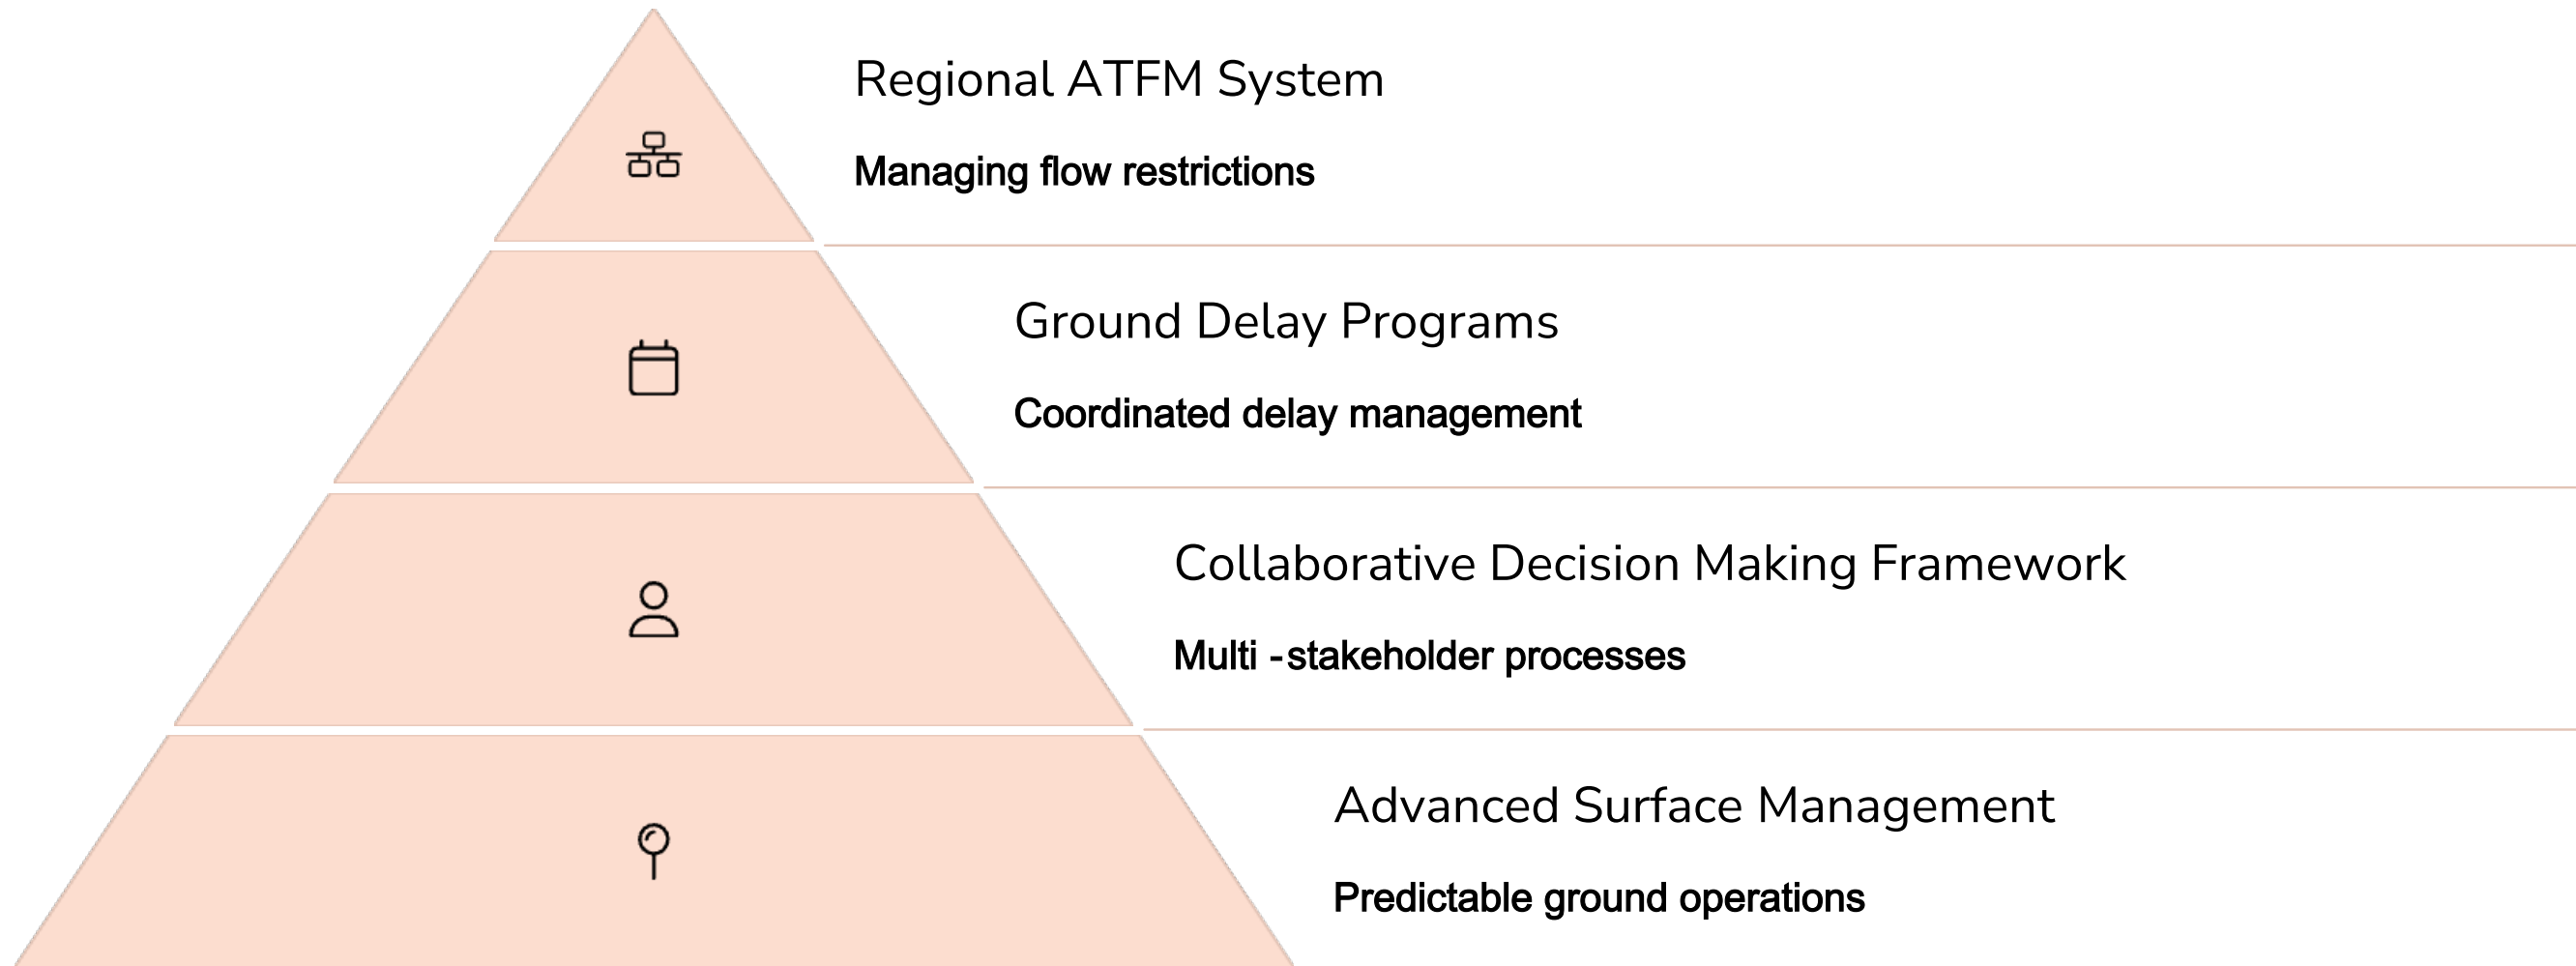 Regional ATFM System
Managing flow restrictions
Ground Delay Programs
Coordinated delay management
Collaborative Decision Making Framework
Multi -stakeholder processes
Advanced Surface Management
Predictable ground operations